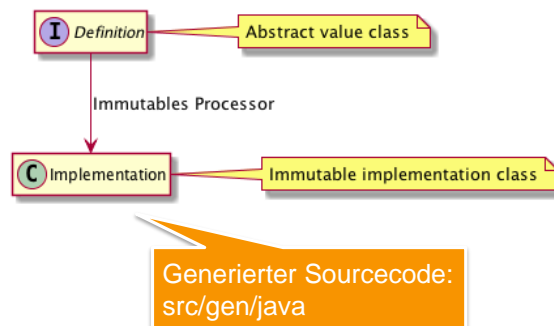 I Definition
Abstract value class
Immutables Processor
C Implementation
Immutable implementation class
Generierter Sourcecode:
src/gen/java